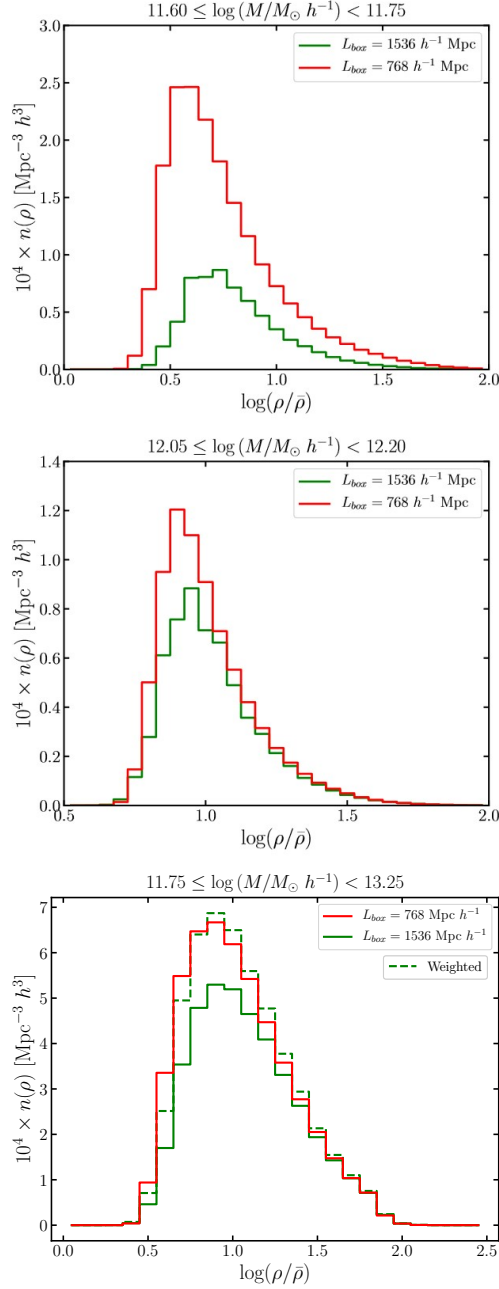 11.60 ≤ log (M/M⊙ h⁻¹) < 11.75
3.0
2.5
2.0
1.5
1.0
0.5
0.0
10⁴ × n(ρ) [Mpc⁻³ h³]
L_box = 1536 h⁻¹ Mpc
L_box = 768 h⁻¹ Mpc
0.0 0.5 1.0 1.5 2.0
log(ρ/ρ̄)
12.05 ≤ log (M/M⊙ h⁻¹) < 12.20
1.4
1.2
1.0
0.8
0.6
0.4
0.2
0.0
10⁴ × n(ρ) [Mpc⁻³ h³]
L_box = 1536 h⁻¹ Mpc
L_box = 768 h⁻¹ Mpc
0.5 1.0 1.5 2.0
log(ρ/ρ̄)
11.75 ≤ log (M/M⊙ h⁻¹) < 13.25
7
6
5
4
3
2
1
0
10⁴ × n(ρ) [Mpc⁻³ h³]
L_box = 768 Mpc h⁻¹
L_box = 1536 Mpc h⁻¹
Weighted
0.0 0.5 1.0 1.5 2.0 2.5
log(ρ/ρ̄)